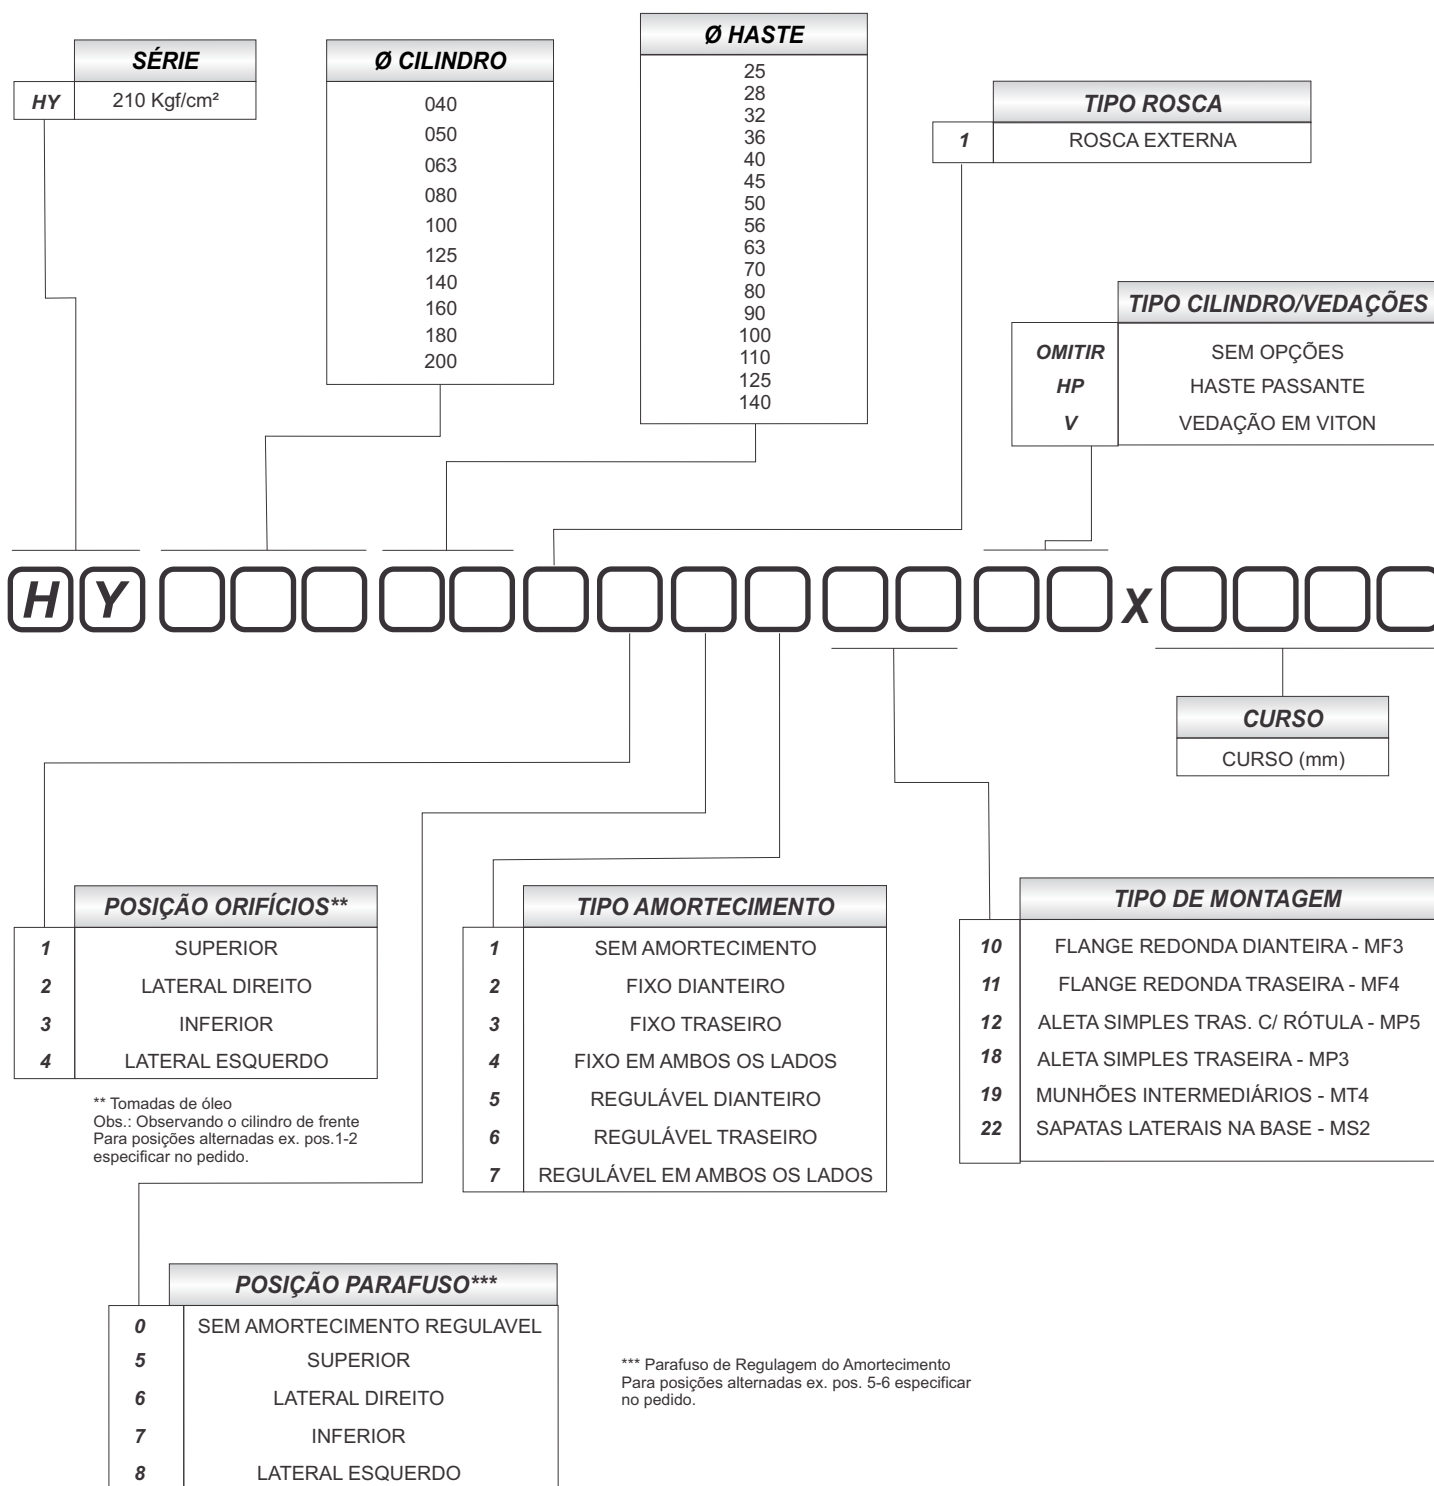 SÉRIE
HY 210 Kgf/cm²
Ø CILINDRO
040
050
063
080
100
125
140
160
180
200
Ø HASTE
25
28
32
36
40
45
50
56
63
70
80
90
100
110
125
140
TIPO ROSCA
1 ROSCA EXTERNA
TIPO CILINDRO/VEDAÇÕES
OMITIR SEM OPÇÕES
HP HASTE PASSANTE
V VEDAÇÃO EM VITON
H Y X
CURSO
CURSO (mm)
POSIÇÃO ORIFÍCIOS**
1 SUPERIOR
2 LATERAL DIREITO
3 INFERIOR
4 LATERAL ESQUERDO
** Tomadas de óleo
Obs.: Observando o cilindro de frente
Para posições alternadas ex. pos.1-2
especificar no pedido.
TIPO AMORTECIMENTO
1 SEM AMORTECIMENTO
2 FIXO DIANTEIRO
3 FIXO TRASEIRO
4 FIXO EM AMBOS OS LADOS
5 REGULÁVEL DIANTEIRO
6 REGULÁVEL TRASEIRO
7 REGULÁVEL EM AMBOS OS LADOS
TIPO DE MONTAGEM
10 FLANGE REDONDA DIANTEIRA - MF3
11 FLANGE REDONDA TRASEIRA - MF4
12 ALETA SIMPLES TRAS. C/ RÓTULA - MP5
18 ALETA SIMPLES TRASEIRA - MP3
19 MUNHÕES INTERMEDIÁRIOS - MT4
22 SAPATAS LATERAIS NA BASE - MS2
POSIÇÃO PARAFUSO***
0 SEM AMORTECIMENTO REGULAVEL
5 SUPERIOR
6 LATERAL DIREITO
7 INFERIOR
8 LATERAL ESQUERDO
*** Parafuso de Regulagem do Amortecimento
Para posições alternadas ex. pos. 5-6 especificar
no pedido.